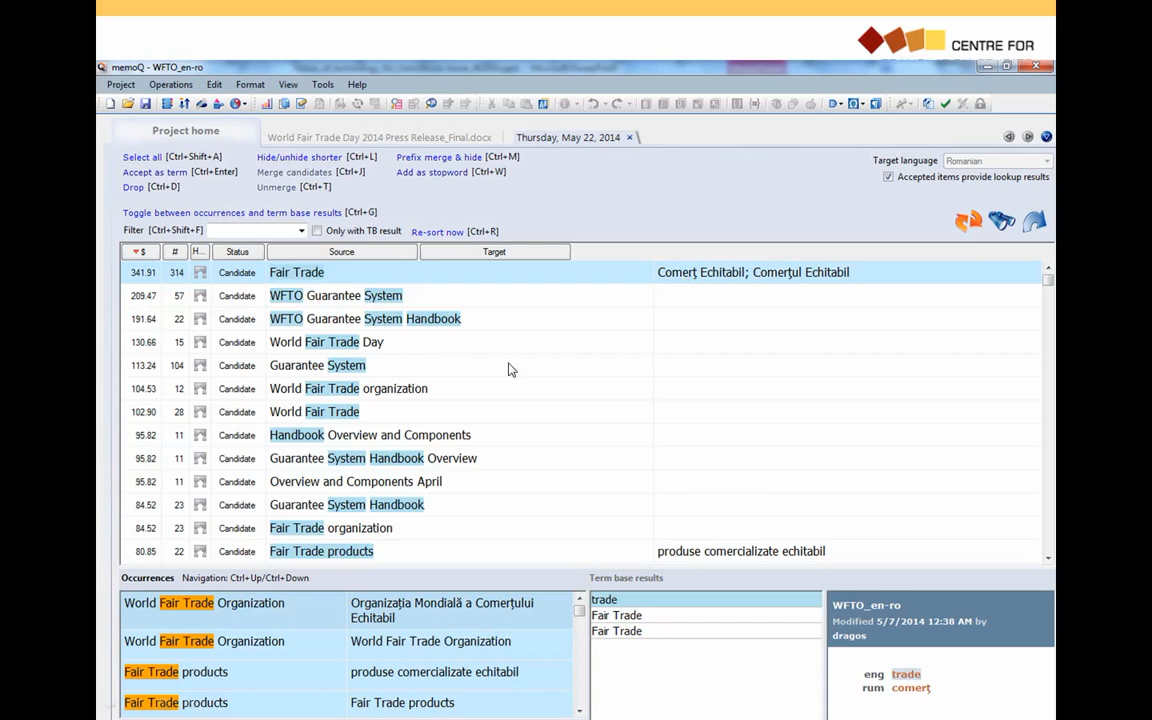 CENTRE FOR
memoQ - WFTO_en-ro
Project Operations Edit Format View Tools Help
Project home World Fair Trade Day 2014 Press Release_Final.docx Thursday, May 22, 2014 ×
Select all [Ctrl+Shift+A] Hide/unhide shorter [Ctrl+L] Prefix merge & hide [Ctrl+M] Target language Romanian
Accept as term [Ctrl+Enter] Merge candidates [Ctrl+J] Add as stopword [Ctrl+W] Accepted items provide lookup results
Drop [Ctrl+D] Unmerge [Ctrl+T]
Toggle between occurrences and term base results [Ctrl+G]
Filter [Ctrl+Shift+F] Only with TB result Re-sort now [Ctrl+R]
$ # H... Status Source Target
341.91 314 Candidate Fair Trade Comerţ Echitabil; Comerţul Echitabil
209.47 57 Candidate WFTO Guarantee System
191.64 22 Candidate WFTO Guarantee System Handbook
130.66 15 Candidate World Fair Trade Day
113.24 104 Candidate Guarantee System
104.53 12 Candidate World Fair Trade organization
102.90 28 Candidate World Fair Trade
95.82 11 Candidate Handbook Overview and Components
95.82 11 Candidate Guarantee System Handbook Overview
95.82 11 Candidate Overview and Components April
84.52 23 Candidate Guarantee System Handbook
84.52 23 Candidate Fair Trade organization
80.85 22 Candidate Fair Trade products produse comercializate echitabil
Occurrences Navigation: Ctrl+Up/Ctrl+Down Term base results
World Fair Trade Organization Organizaţia Mondială a Comerţului
Echitabil
World Fair Trade Organization World Fair Trade Organization
Fair Trade products produse comercializate echitabil
Fair Trade products Fair Trade products
trade
Fair Trade
Fair Trade
WFTO_en-ro
Modified 5/7/2014 12:38 AM by
dragos
eng trade
rum comerţ